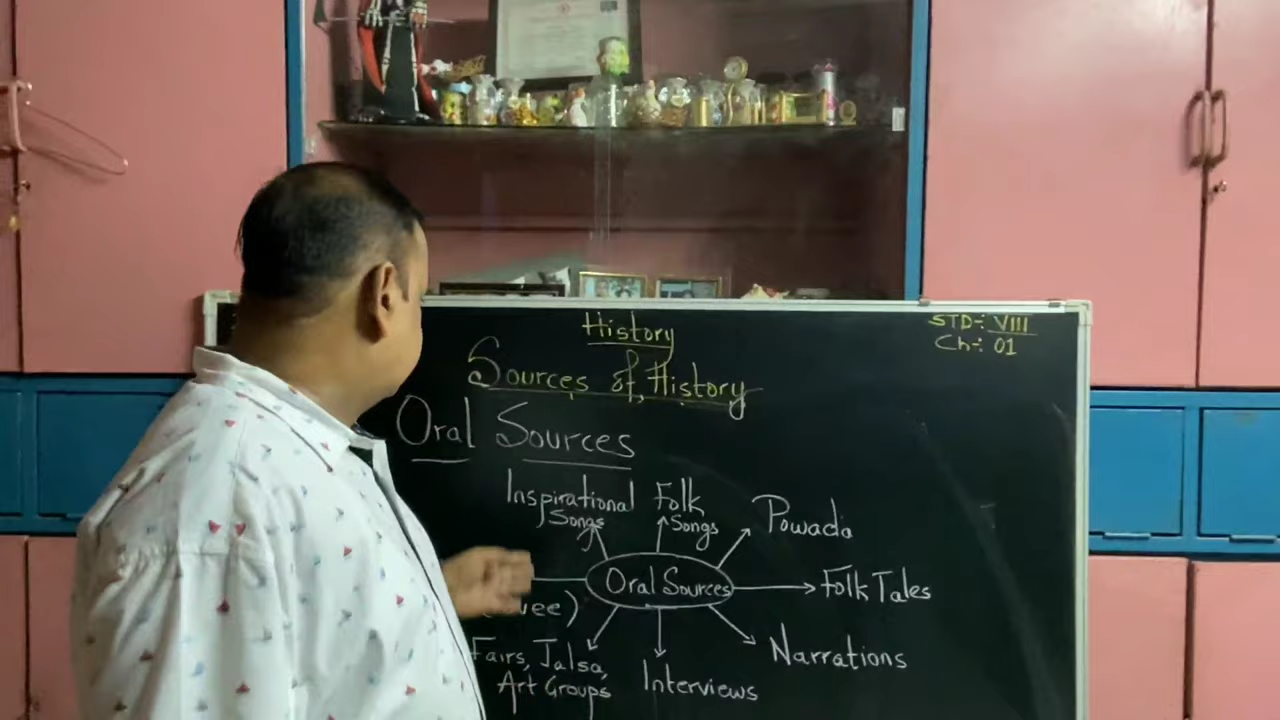 History
STD-: VIII
Ch-: 01
Sources of History
Oral Sources
Inspirational
Songs
Folk
Songs
Powada
Oral Sources
Folk Tales
Narrations
Interviews
Fairs, Jalsa,
Art Groups